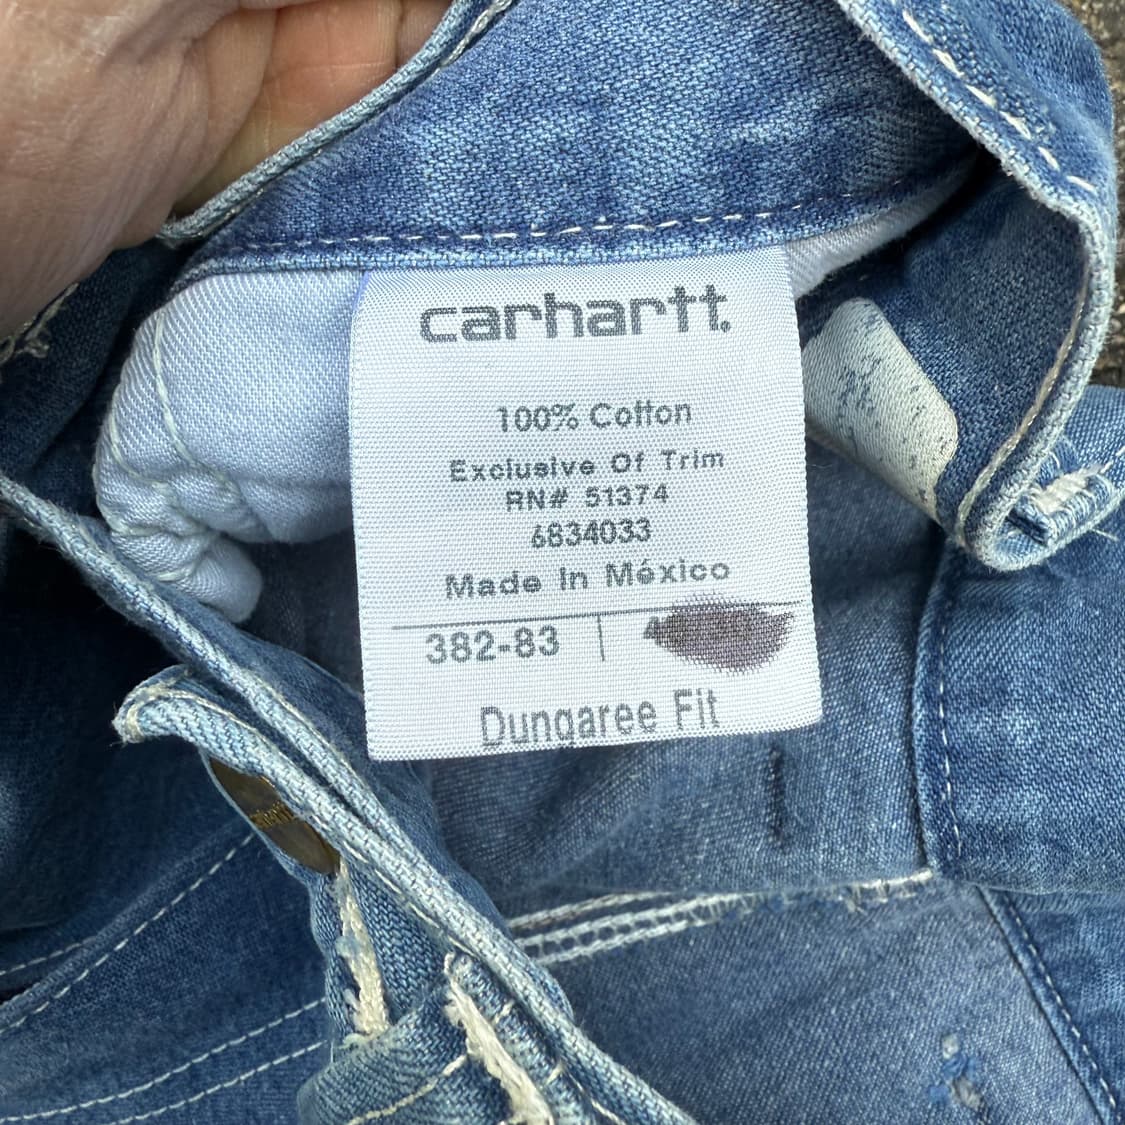 carhartt.
100% Cotton
Exclusive Of Trim
RN# 51374
6834033
Made In México
382-83
Dungaree Fit